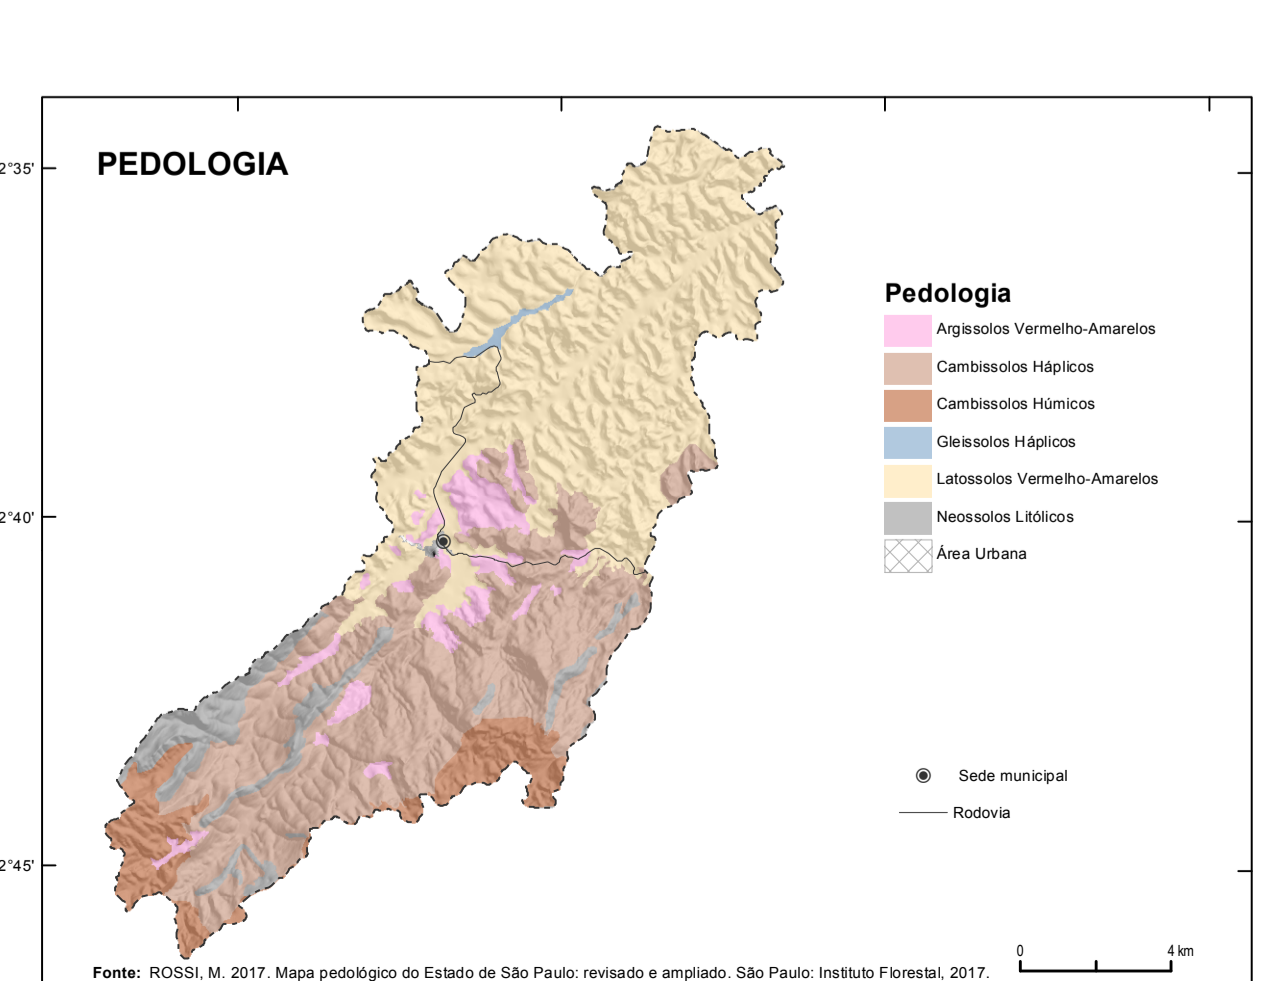 PEDOLOGIA
2°35'
2°40'
2°45'
Pedologia
Argissolos Vermelho-Amarelos
Cambissolos Háplicos
Cambissolos Húmicos
Gleissolos Háplicos
Latossolos Vermelho-Amarelos
Neossolos Litólicos
Área Urbana
Sede municipal
Rodovia
0 4 km
Fonte: ROSSI, M. 2017. Mapa pedológico do Estado de São Paulo: revisado e ampliado. São Paulo: Instituto Florestal, 2017.